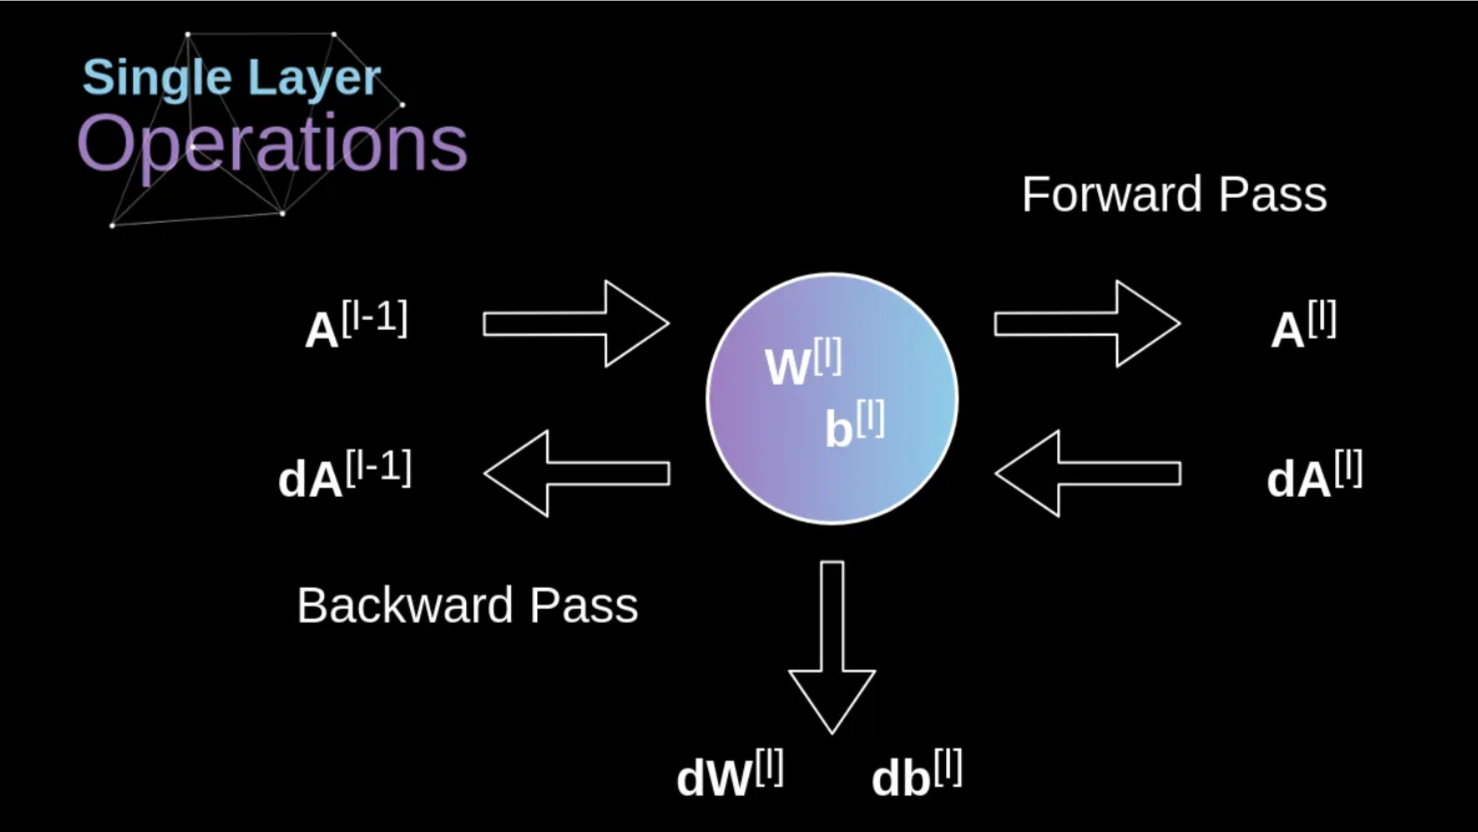 Single Layer
Operations
Forward Pass
A[l-1]
A[l]
W[l]
b[l]
dA[l-1]
dA[l]
Backward Pass
dW[l]
db[l]